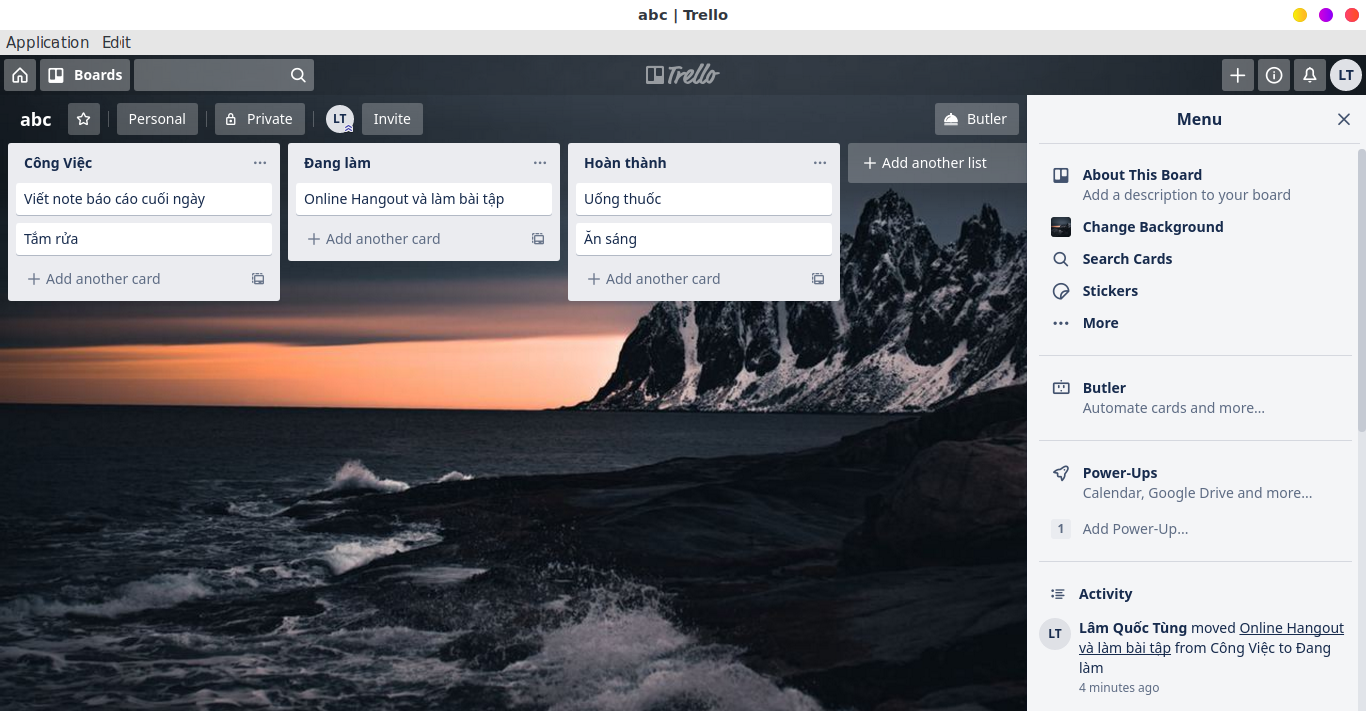 abc | Trello
Application Edit
Boards
Trello
LT
abc
Personal
Private
LT
Invite
Butler
Công Việc
Viết note báo cáo cuối ngày
Tắm rửa
Add another card
Đang làm
Online Hangout và làm bài tập
Add another card
Hoàn thành
Uống thuốc
Ăn sáng
Add another card
Add another list
Menu
About This Board
Add a description to your board
Change Background
Search Cards
Stickers
More
Butler
Automate cards and more...
Power-Ups
Calendar, Google Drive and more...
1 Add Power-Up...
Activity
LT
Lâm Quốc Tùng moved Online Hangout
và làm bài tập from Công Việc to Đang
làm
4 minutes ago